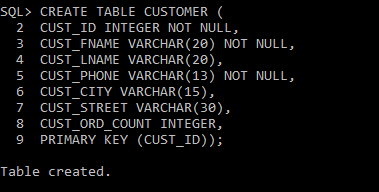 SQL> CREATE TABLE CUSTOMER (
2 CUST_ID INTEGER NOT NULL,
3 CUST_FNAME VARCHAR(20) NOT NULL,
4 CUST_LNAME VARCHAR(20),
5 CUST_PHONE VARCHAR(13) NOT NULL,
6 CUST_CITY VARCHAR(15),
7 CUST_STREET VARCHAR(30),
8 CUST_ORD_COUNT INTEGER,
9 PRIMARY KEY (CUST_ID));
Table created.